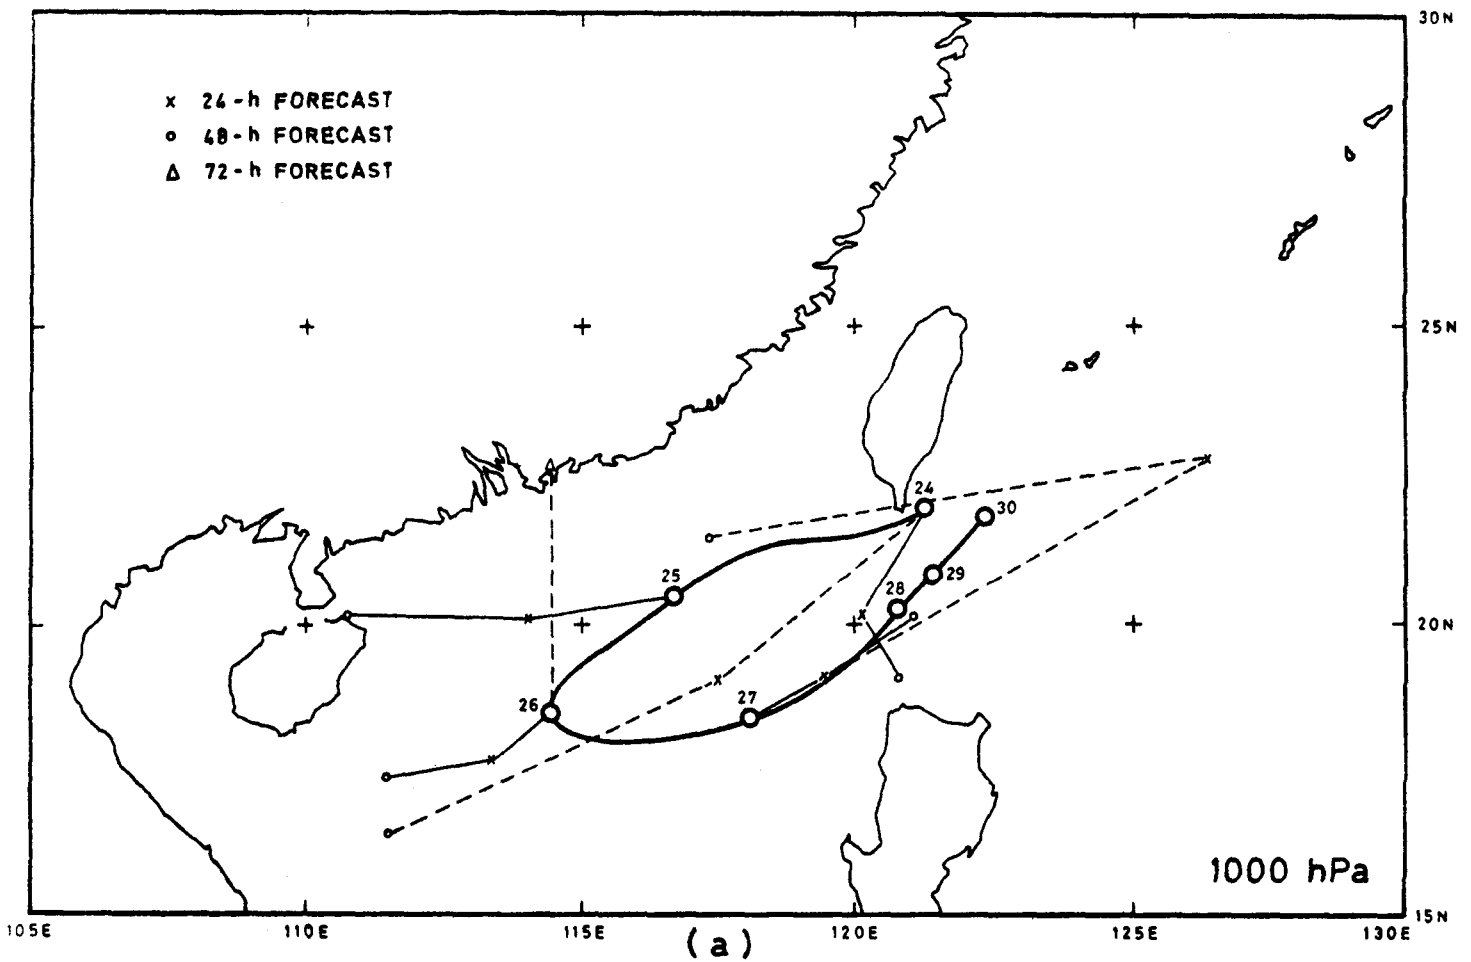 30N
x 24-h FORECAST
o 48-h FORECAST
Δ 72-h FORECAST
25N
24
30
25
29
28
20N
27
26
1000 hPa
15N
105E 110E 115E 120E 125E 130E
(a)